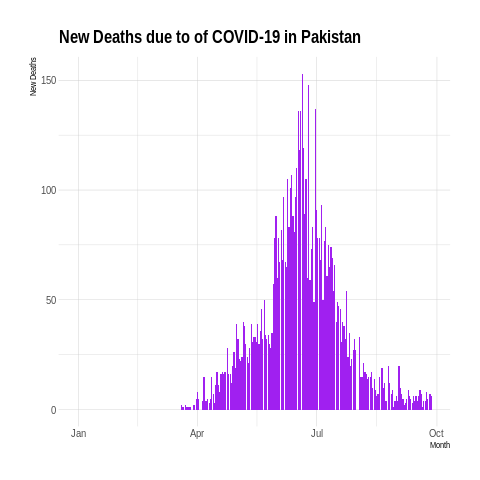 New Deaths due to of COVID-19 in Pakistan
New Deaths
150
100
50
0
Jan Apr Jul Oct
Month